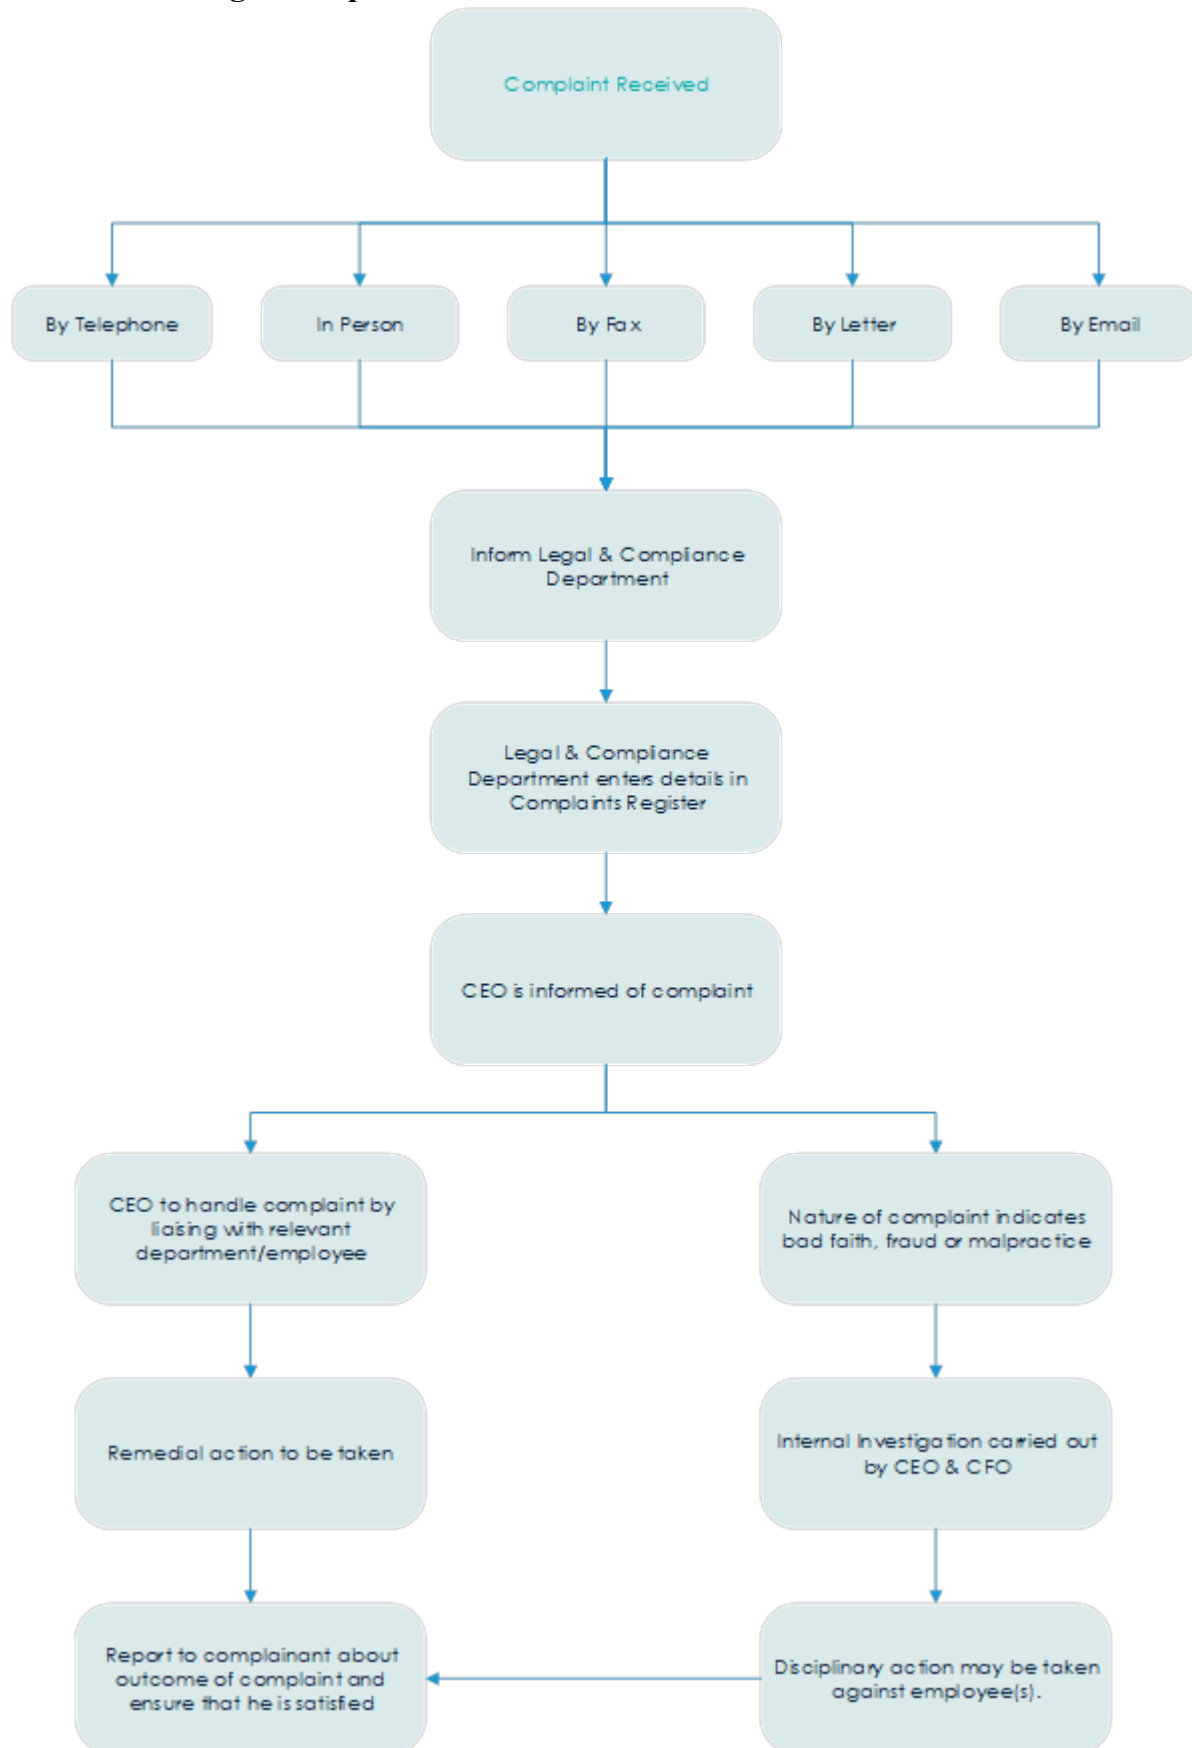 Complaint Received
By Telephone
In Person
By Fax
By Letter
By Email
Inform Legal & Compliance
Department
Legal & Compliance
Department enters details in
Complaints Register
CEO is informed of complaint
CEO to handle complaint by
liaising with relevant
department/employee
Nature of complaint indicates
bad faith, fraud or malpractice
Remedial action to be taken
Internal Investigation carried out
by CEO & CFO
Report to complainant about
outcome of complaint and
ensure that he is satisfied
Disciplinary action may be taken
against employee(s).